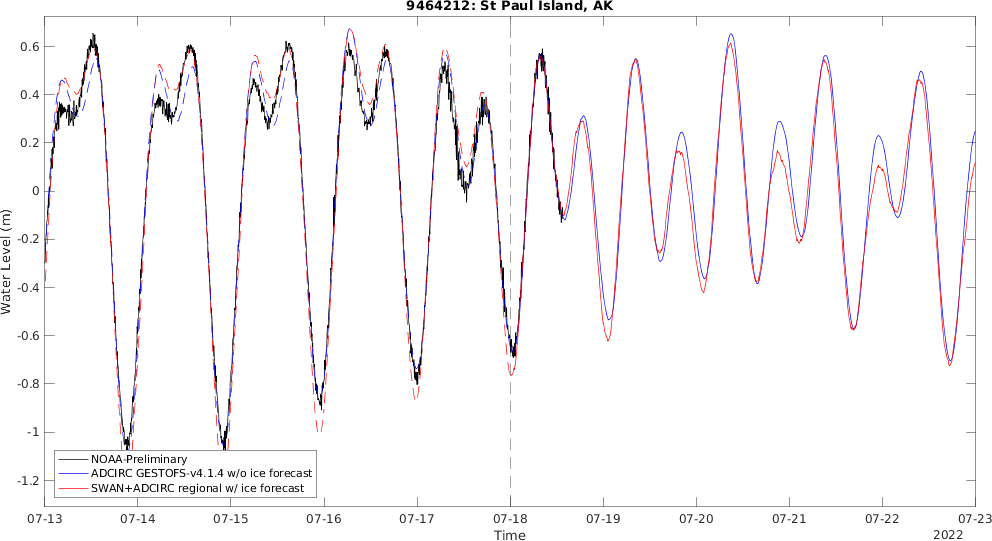 9464212: St Paul Island, AK
Water Level (m)
0.6
0.4
0.2
0
-0.2
-0.4
-0.6
-0.8
-1
-1.2
NOAA-Preliminary
ADCIRC GESTOFS-v4.1.4 w/o ice forecast
SWAN+ADCIRC regional w/ ice forecast
07-13 07-14 07-15 07-16 07-17 07-18 07-19 07-20 07-21 07-22 07-23
Time
2022